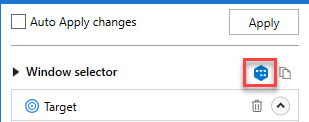 Auto Apply changes
Apply
Window selector
Target